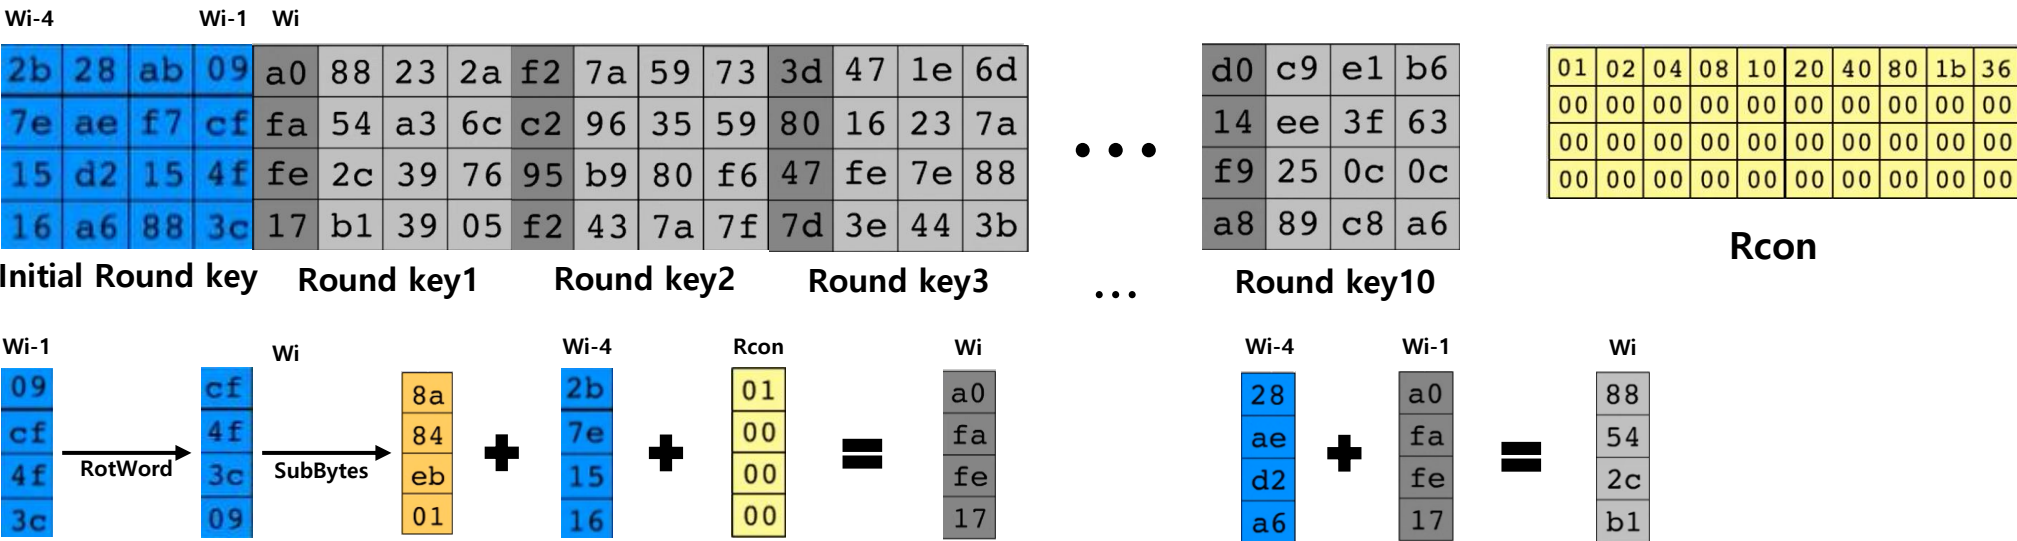 Wi-4 Wi-1 Wi
2b 28 ab 09 a0 88 23 2a f2 7a 59 73 3d 47 1e 6d d0 c9 e1 b6 01 02 04 08 10 20 40 80 1b 36
7e ae f7 cf fa 54 a3 6c c2 96 35 59 80 16 23 7a 14 ee 3f 63 00 00 00 00 00 00 00 00 00 00
15 d2 15 4f fe 2c 39 76 95 b9 80 f6 47 fe 7e 88 f9 25 0c 0c 00 00 00 00 00 00 00 00 00 00
16 a6 88 3c 17 b1 39 05 f2 43 7a 7f 7d 3e 44 3b a8 89 c8 a6 00 00 00 00 00 00 00 00 00 00
Initial Round key Round key1 Round key2 Round key3 ... Round key10 Rcon
Wi-1 Wi Wi-4 Rcon Wi Wi-4 Wi-1 Wi
09 cf 8a 2b 01 a0 28 a0 88
cf 4f 84 7e 00 fa ae fa 54
RotWord SubBytes + + = + =
4f 3c eb 15 00 fe d2 fe 2c
3c 09 01 16 00 17 a6 17 b1